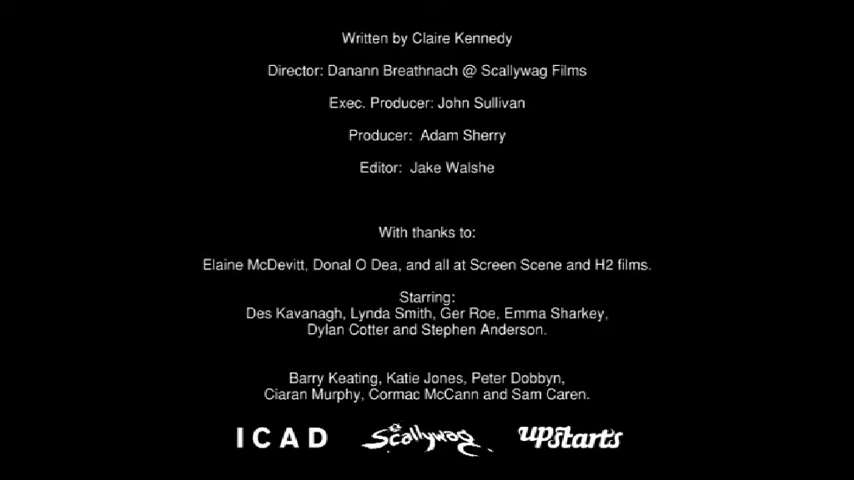 Written by Claire Kennedy
Director: Danann Breathnach @ Scallywag Films
Exec. Producer: John Sullivan
Producer: Adam Sherry
Editor: Jake Walshe
With thanks to:
Elaine McDevitt, Donal O Dea, and all at Screen Scene and H2 films.
Starring:
Des Kavanagh, Lynda Smith, Ger Roe, Emma Sharkey,
Dylan Cotter and Stephen Anderson.
Barry Keating, Katie Jones, Peter Dobbyn,
Ciaran Murphy, Cormac McCann and Sam Caren.
ICAD Scallywag upstarts